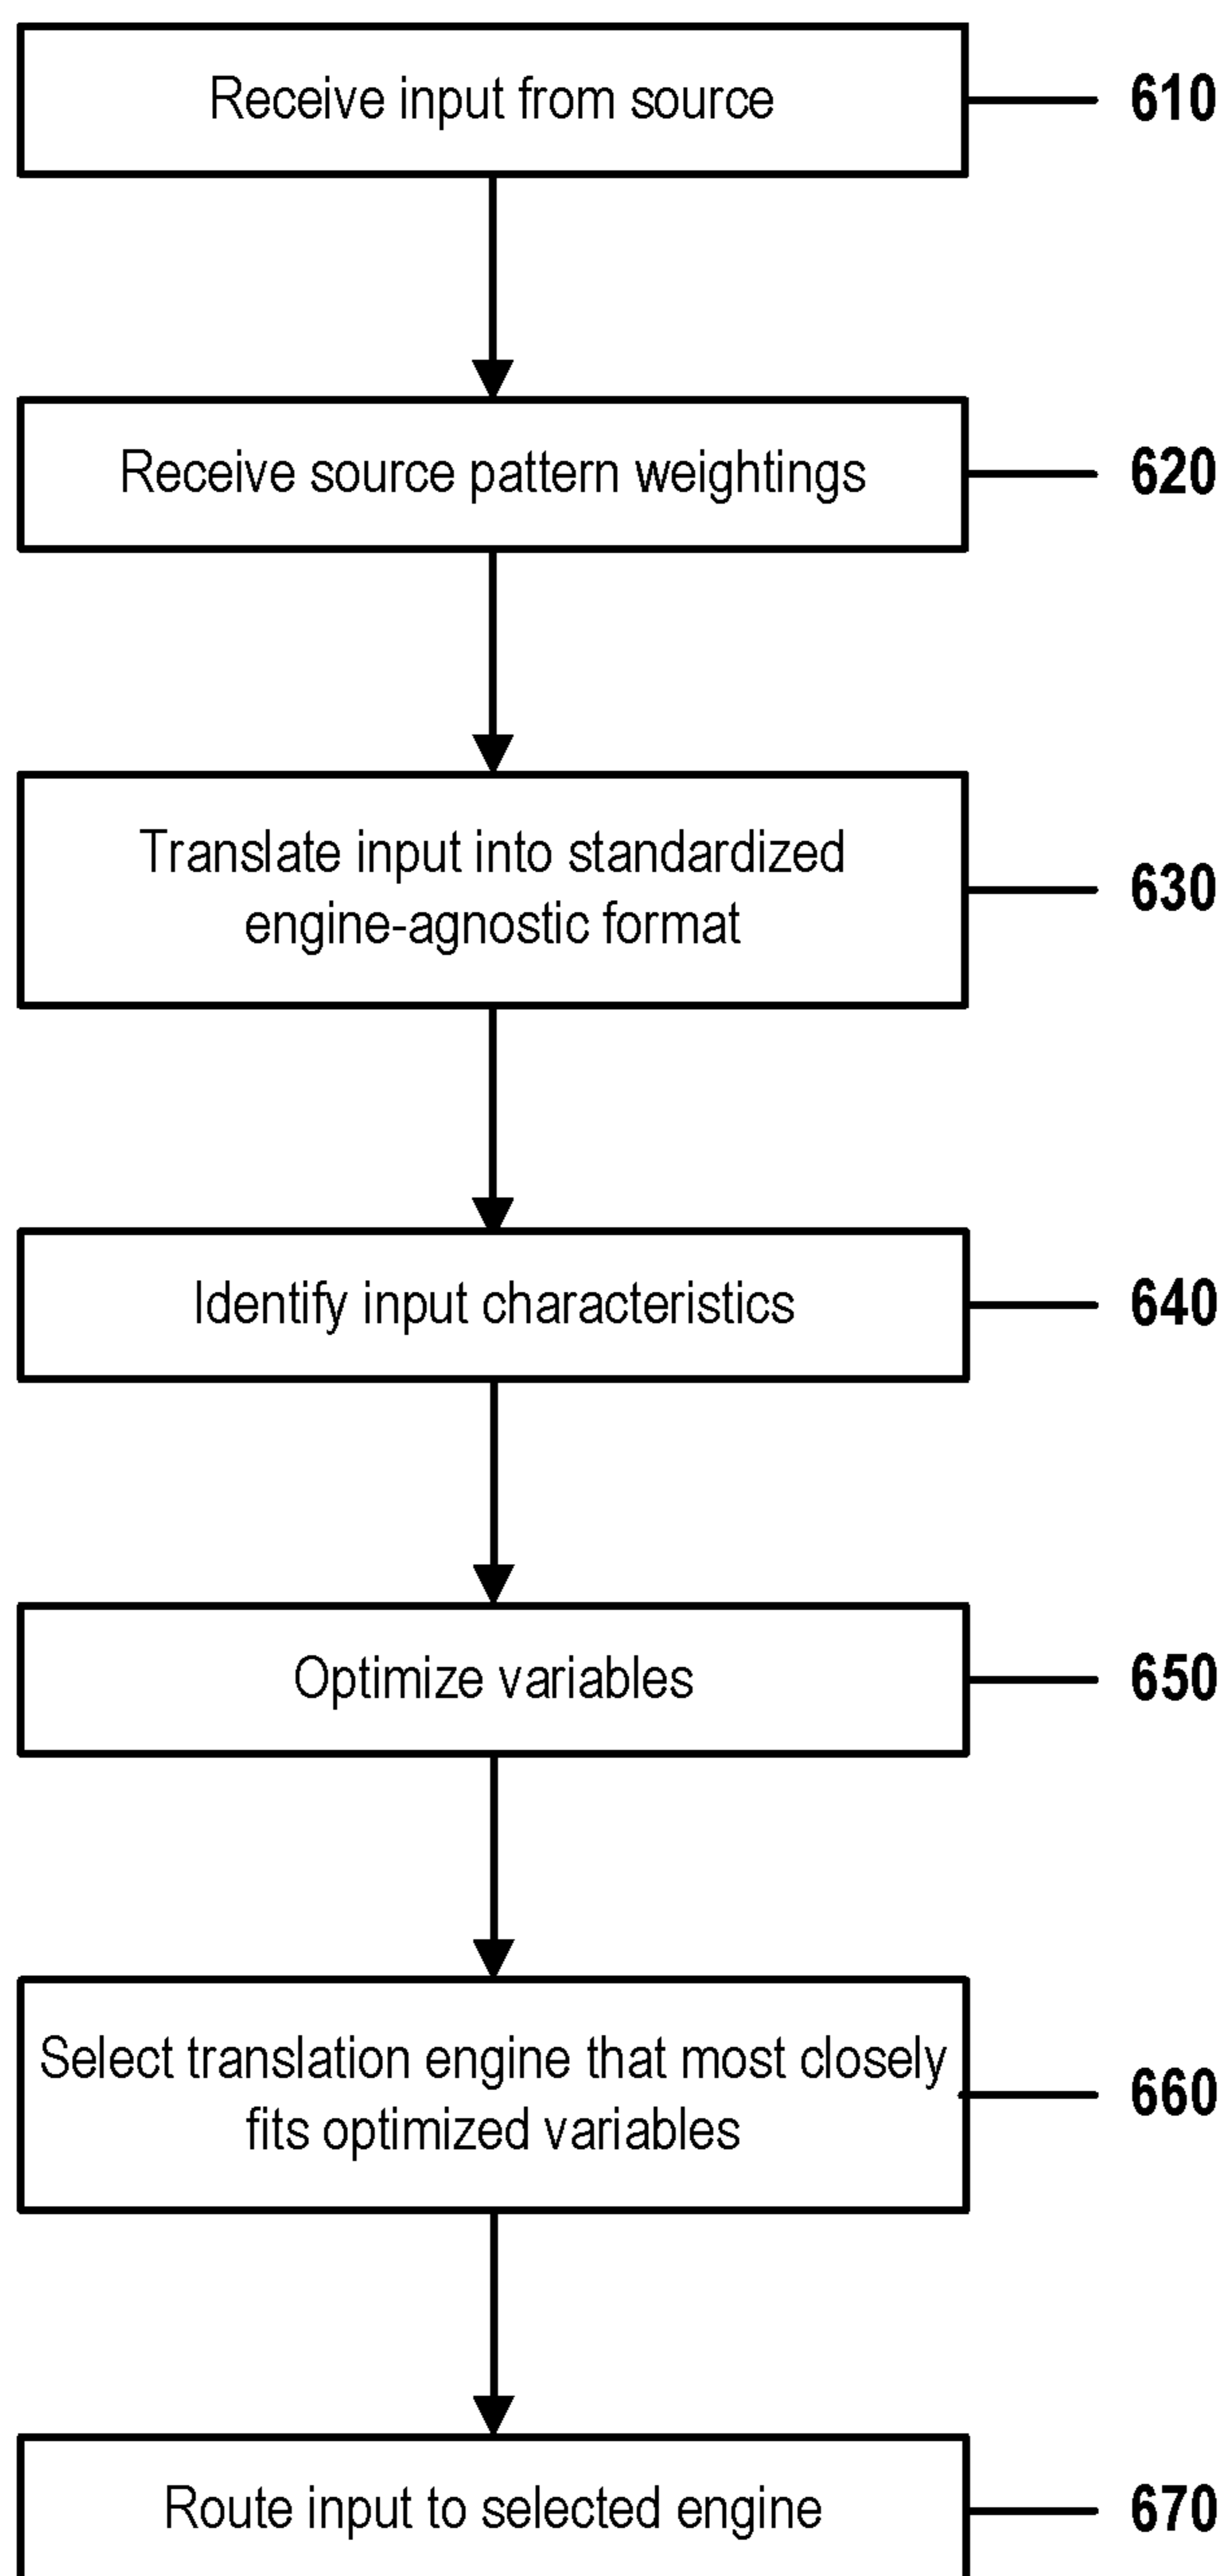 Receive input from source
610
Receive source pattern weightings
620
Translate input into standardized
engine-agnostic format
630
Identify input characteristics
640
Optimize variables
650
Select translation engine that most closely
fits optimized variables
660
Route input to selected engine
670